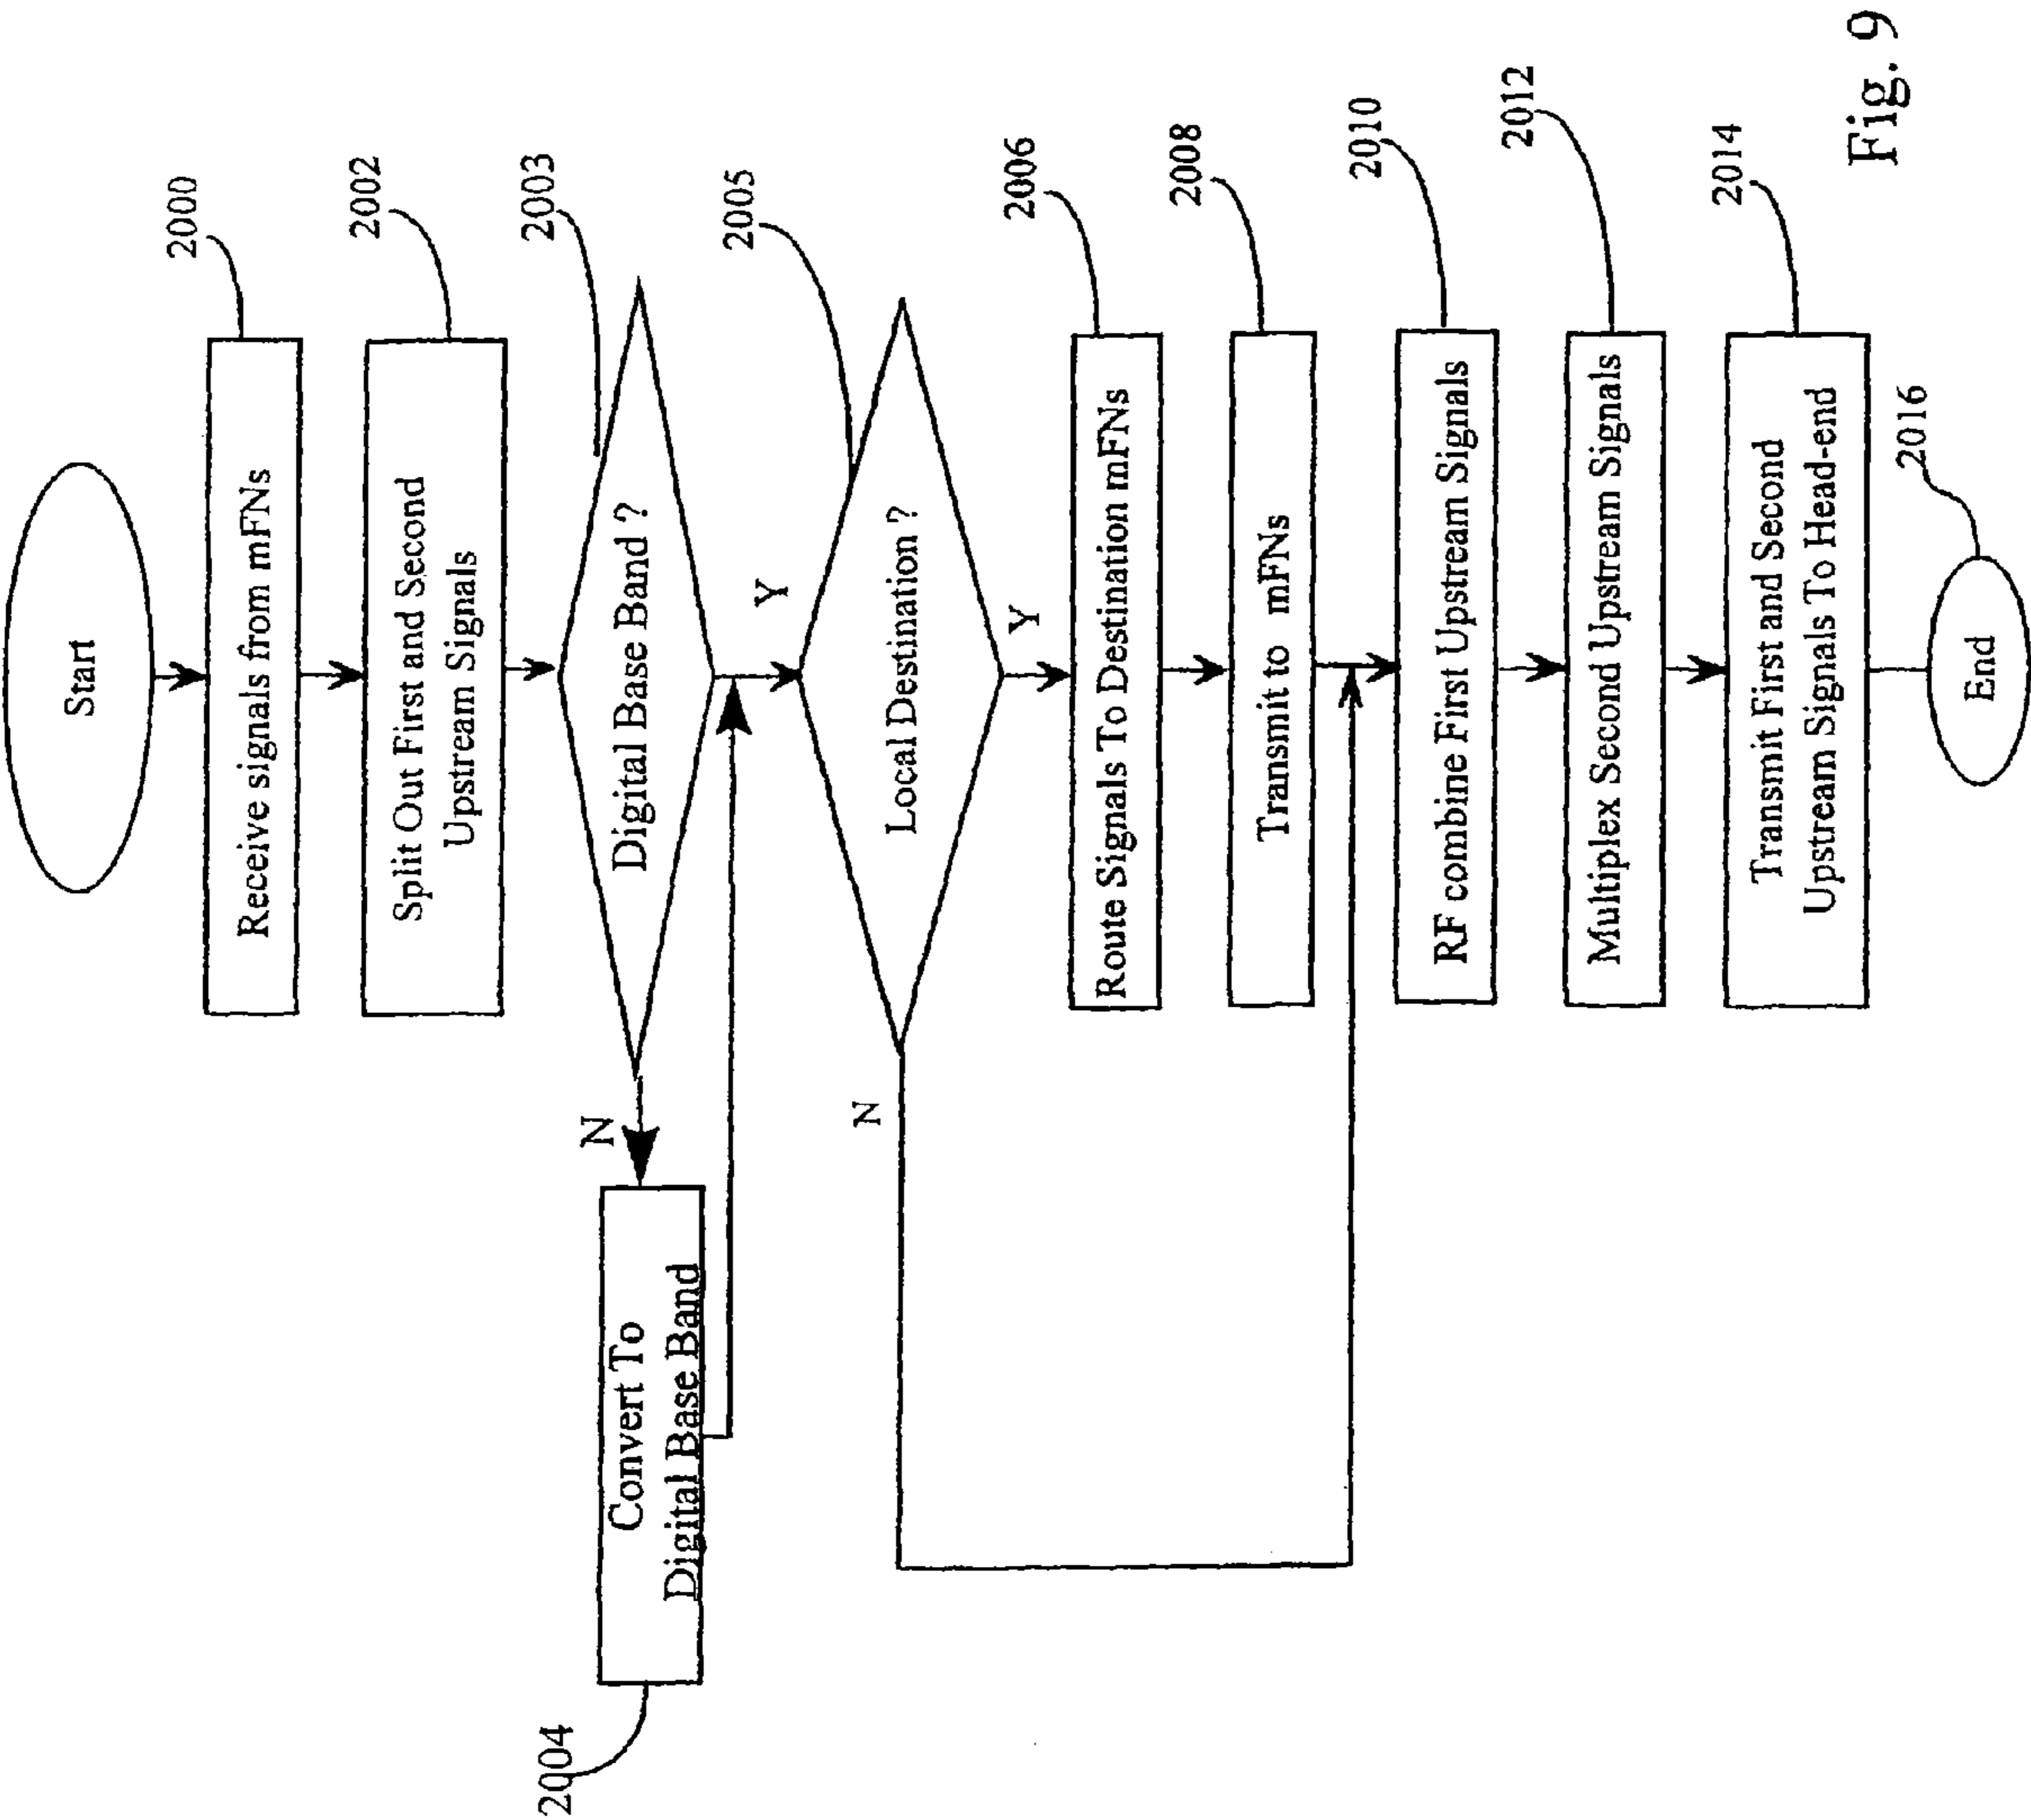 Start
2000
Receive signals from mFNs
2002
Split Out First and Second
Upstream Signals
2003
Digital Base Band ?
N
Y
2004
Convert To
Digital Base Band
2005
Local Destination ?
N
Y
2006
Route Signals To Destination mFNs
2008
Transmit to mFNs
2010
RF combine First Upstream Signals
2012
Multiplex Second Upstream Signals
2014
Transmit First and Second
Upstream Signals To Head-end
2016
End
Fig. 9